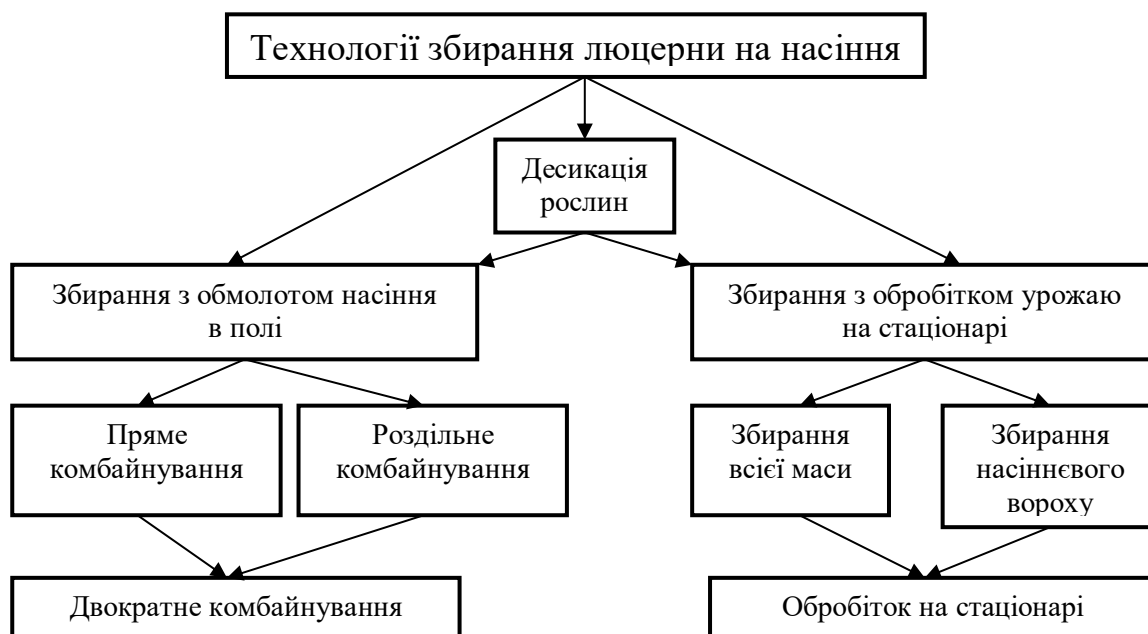 Технології збирання люцерни на насіння
Десикація
рослин
Збирання з обмолотом насіння
в полі
Збирання з обробітком урожаю
на стаціонарі
Пряме
комбайнування
Роздільне
комбайнування
Збирання
всієї маси
Збирання
насіннєвого
вороху
Двократне комбайнування
Обробіток на стаціонарі